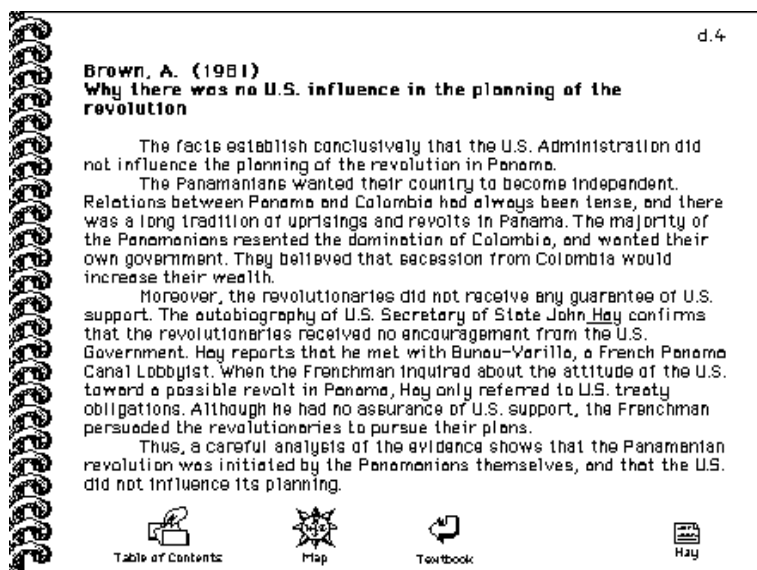 d.4
Brown, A. (1981)
Why there was no U.S. influence in the planning of the
revolution
The facts establish conclusively that the U.S. Administration did
not influence the planning of the revolution in Panama.
The Panamanians wanted their country to become independent.
Relations between Panama and Colombia had always been tense, and there
was a long tradition of uprisings and revolts in Panama. The majority of
the Panamanians resented the domination of Colombia, and wanted their
own government. They believed that secession from Colombia would
increase their wealth.
Moreover, the revolutionaries did not receive any guarantee of U.S.
support. The autobiography of U.S. Secretary of State John Hay confirms
that the revolutionaries received no encouragement from the U.S.
Government. Hay reports that he met with Bunau-Varilla, a French Panama
Canal Lobbyist. When the Frenchman inquired about the attitude of the U.S.
toward a possible revolt in Panama, Hay only referred to U.S. treaty
obligations. Although he had no assurance of U.S. support, the Frenchman
persuaded the revolutionaries to pursue their plans.
Thus, a careful analysis of the evidence shows that the Panamanian
revolution was initiated by the Panamanians themselves, and that the U.S.
did not influence its planning.
Table of Contents
Map
Textbook
Hay